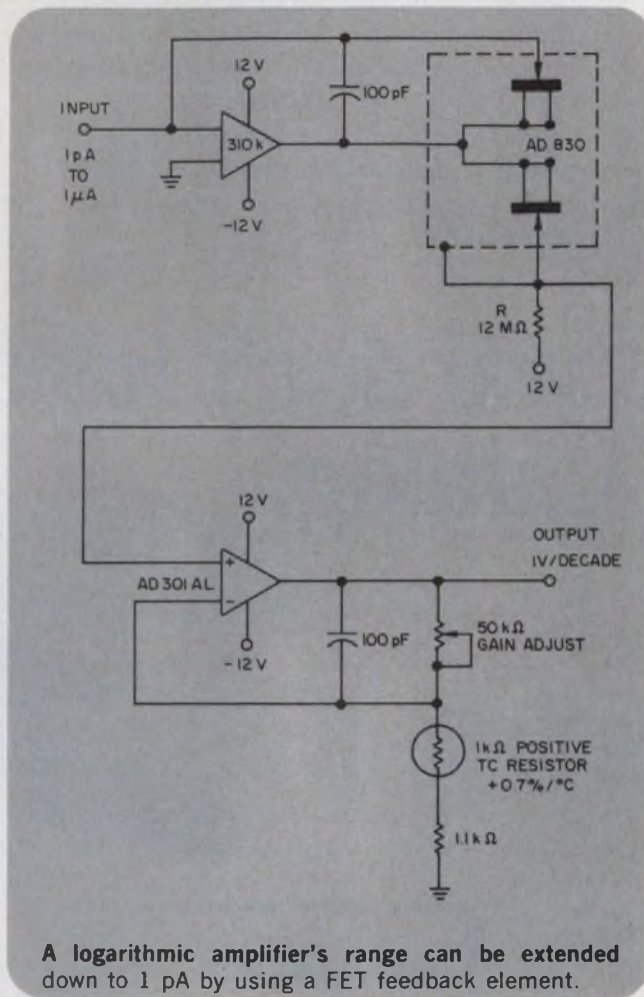 12 V
100 pF
INPUT
310 k
AD 830
1 pA
TO
1 μA
-12 V
R
12 MΩ
12 V
12 V
OUTPUT
1V/DECADE
+
AD 301 AL
-
100 pF
50 kΩ
GAIN ADJUST
-12 V
1 kΩ POSITIVE
TC RESISTOR
+0.7%/°C
1.1 kΩ
A logarithmic amplifier's range can be extended
down to 1 pA by using a FET feedback element.